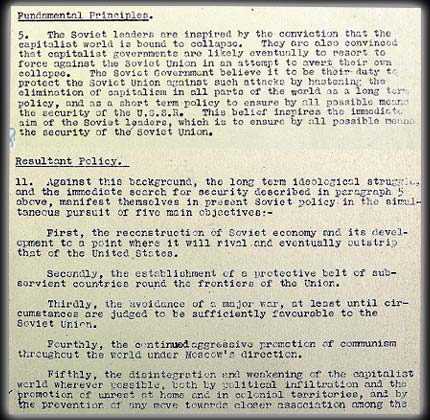 Fundamental Principles.
5. The Soviet leaders are inspired by the conviction that the
capitalist world is bound to collapse. They are also convinced
that capitalist governments are likely eventually to resort to
force against the Soviet Union in an attempt to avert their own
collapse. The Soviet Government believe it to be their duty to
protect the Soviet Union against such attacks by hastening the
elimination of capitalism in all parts of the world as a long term
policy, and as a short term policy to ensure by all possible means
the security of the U.S.S.R. This belief inspires the immediate
aim of the Soviet leaders, which is to ensure by all possible means
the security of the Soviet Union.
Resultant Policy.
11. Against this background, the long term ideological struggle,
and the immediate search for security described in paragraph 5
above, manifest themselves in present Soviet policy in the simul-
taneous pursuit of five main objectives:-
First, the reconstruction of Soviet economy and its devel-
opment to a point where it will rival and eventually outstrip
that of the United States.
Secondly, the establishment of a protective belt of sub-
servient countries round the frontiers of the Union.
Thirdly, the avoidance of a major war, at least until cir-
cumstances are judged to be sufficiently favourable to the
Soviet Union.
Fourthly, the continued aggressive promotion of communism
throughout the world under Moscow's direction.
Fifthly, the disintegration and weakening of the capitalist
world wherever possible, both by political infiltration and the
promotion of unrest at home and in colonial territories, and by
the prevention of any move towards closer association among the